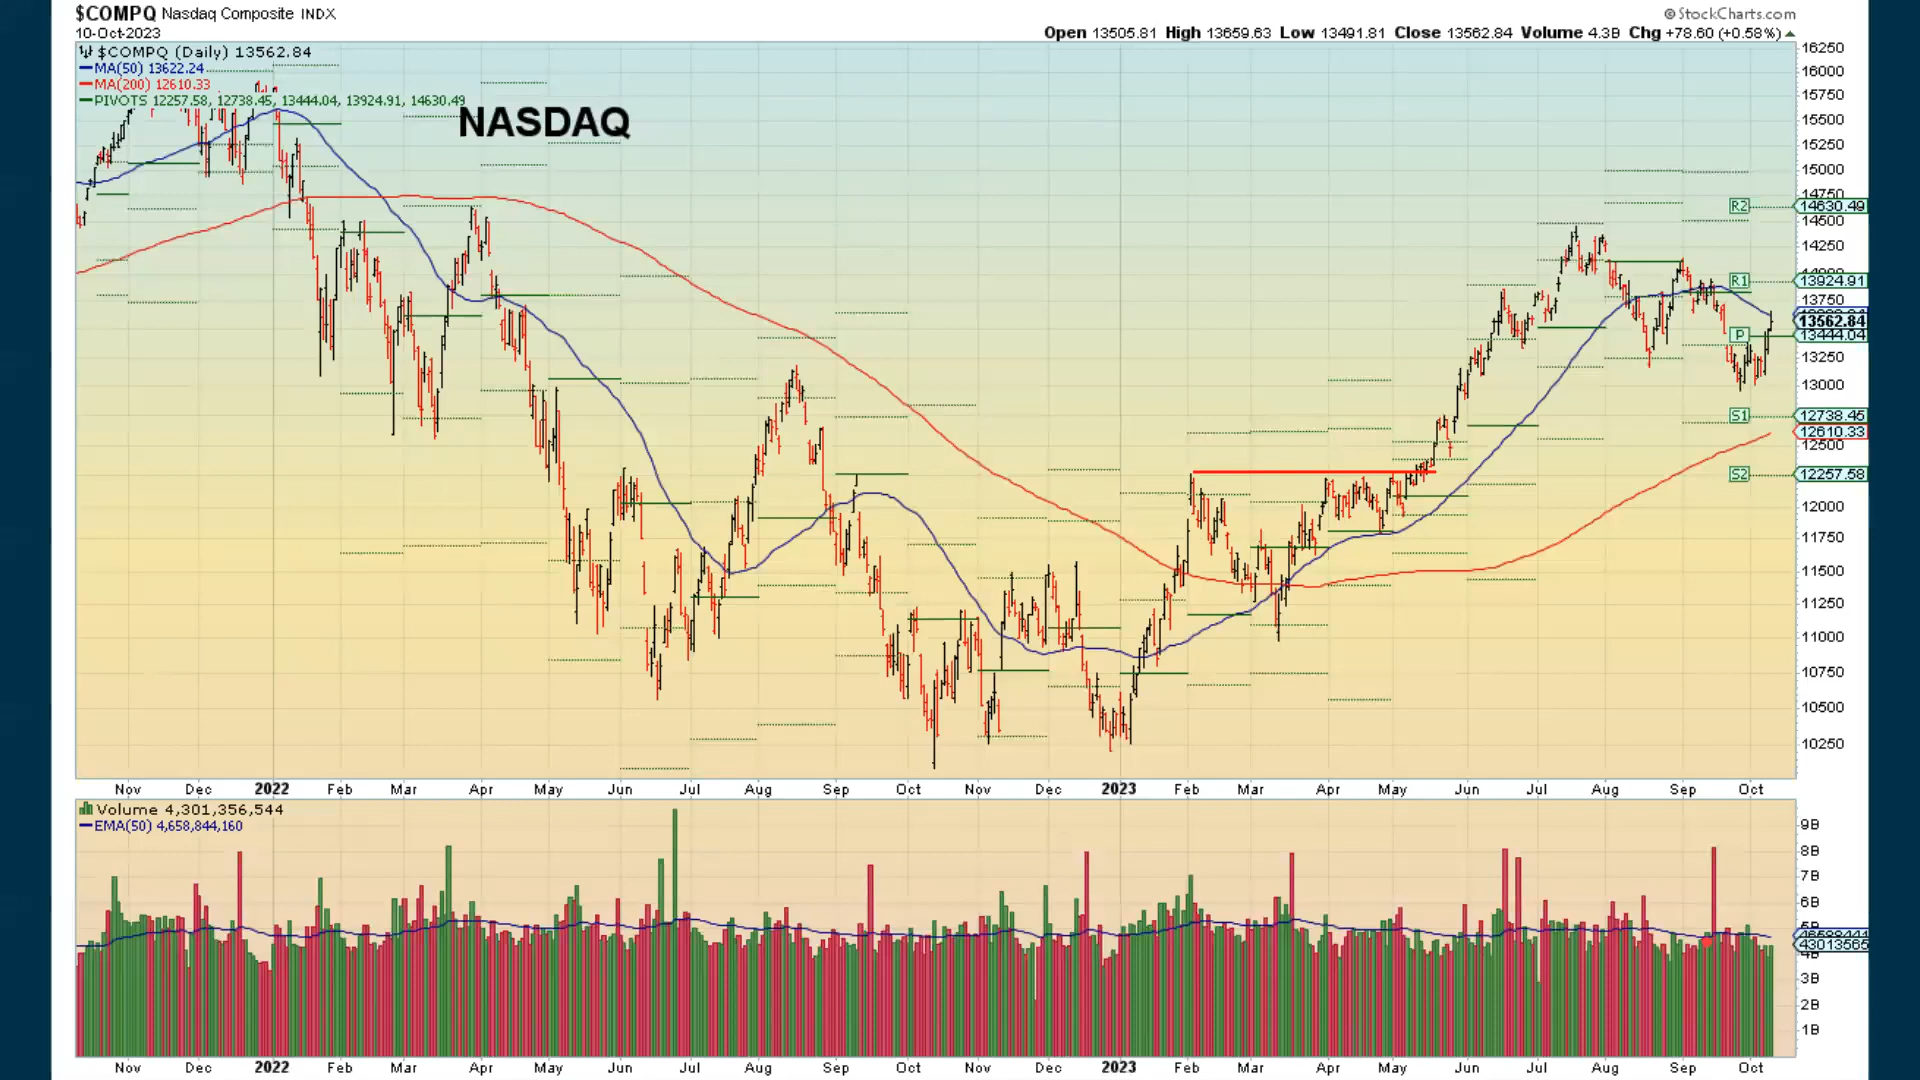 $COMPQ Nasdaq Composite INDX
© StockCharts.com
10-Oct-2023
Open 13505.81 High 13659.63 Low 13491.81 Close 13562.84 Volume 4.3B Chg +78.60 (+0.58%)
$COMPQ (Daily) 13562.84
MA(50) 13622.24
MA(200) 12610.33
PIVOTS 12257.58, 12738.45, 13444.04, 13924.91, 14630.49
NASDAQ
16250
16000
15750
15500
15250
15000
14750
R2 14630.49
14500
14250
R1 13924.91
13750
13562.84
P 13444.04
13250
13000
S1 12738.45
12610.33
12500
S2 12257.58
12000
11750
11500
11250
11000
10750
10500
10250
Nov Dec 2022 Feb Mar Apr May Jun Jul Aug Sep Oct Nov Dec 2023 Feb Mar Apr May Jun Jul Aug Sep Oct
Volume 4,301,356,544
EMA(50) 4,658,844,160
9B
8B
7B
6B
43013565
3B
2B
1B
Nov Dec 2022 Feb Mar Apr May Jun Jul Aug Sep Oct Nov Dec 2023 Feb Mar Apr May Jun Jul Aug Sep Oct